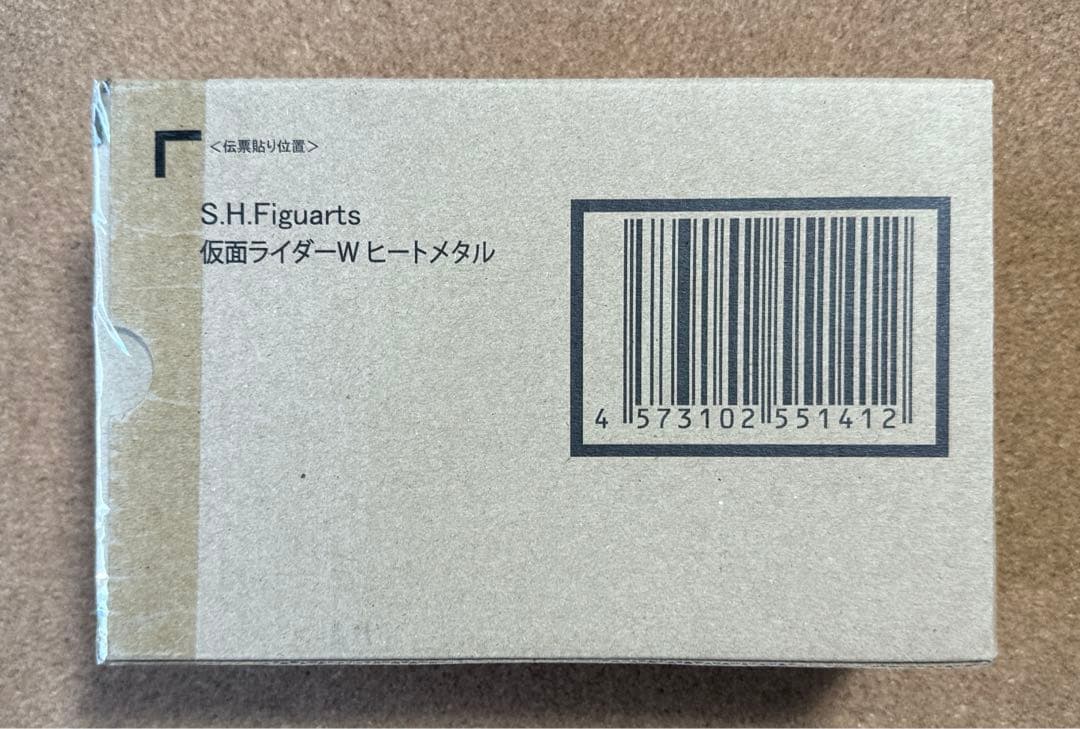 <伝票貼り位置>
S.H.Figuarts
仮面ライダーW ヒートメタル
4 573102 551412